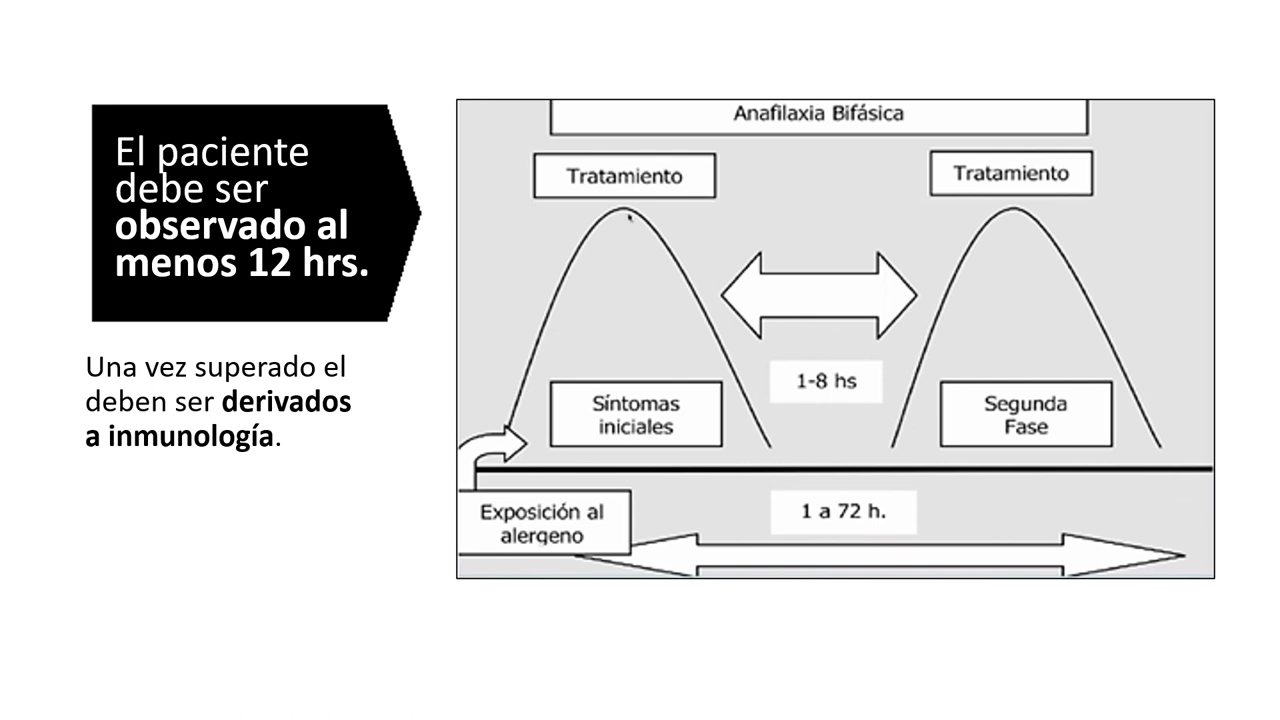 El paciente
debe ser
observado al
menos 12 hrs.
Una vez superado el
deben ser derivados
a inmunología.
Anafilaxia Bifásica
Tratamiento
Tratamiento
1-8 hs
Síntomas
iniciales
Segunda
Fase
Exposición al
alergeno
1 a 72 h.